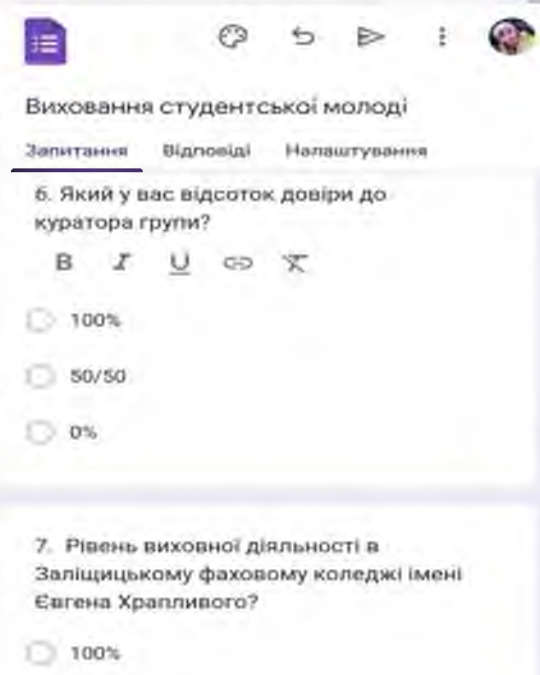 Виховання студентської молоді
Запитання Відповіді Налаштування
6. Який у вас відсоток довіри до
куратора групи?
B I U
100%
50/50
0%
7. Рівень виховної діяльності в
Заліщицькому фаховому коледжі імені
Євгена Храпливого?
100%